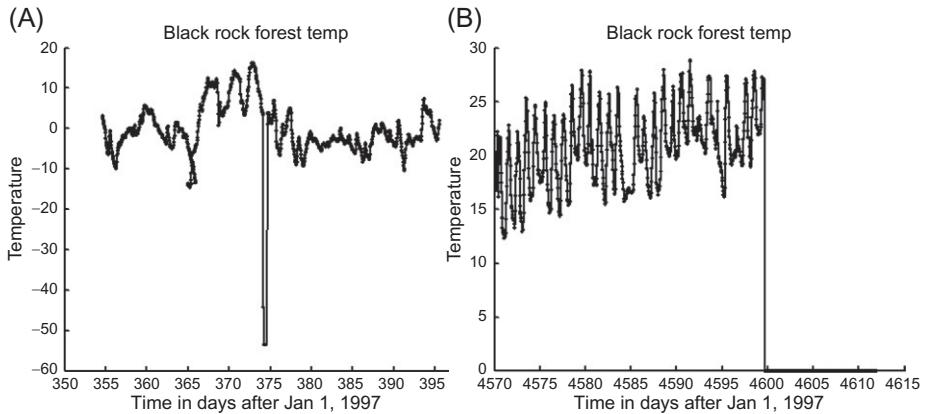 (A)
Black rock forest temp
20
10
0
–10
–20
–30
–40
–50
–60
Temperature
350 355 360 365 370 375 380 385 390 395
Time in days after Jan 1, 1997
(B)
Black rock forest temp
30
25
20
15
10
5
0
Temperature
4570 4575 4580 4585 4590 4595 4600 4605 4610 4615
Time in days after Jan 1, 1997